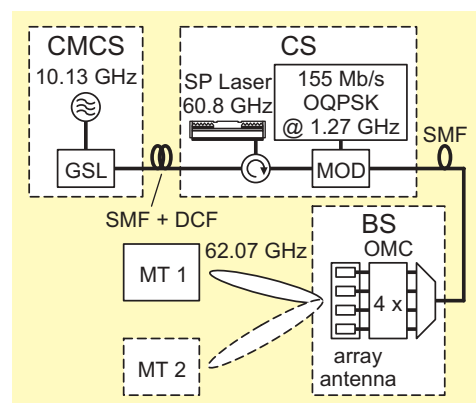 CMCS
10.13 GHz
GSL
SMF + DCF
CS
SP Laser
60.8 GHz
155 Mb/s
OQPSK
@ 1.27 GHz
MOD
SMF
BS
OMC
4 x
array
antenna
62.07 GHz
MT 1
MT 2